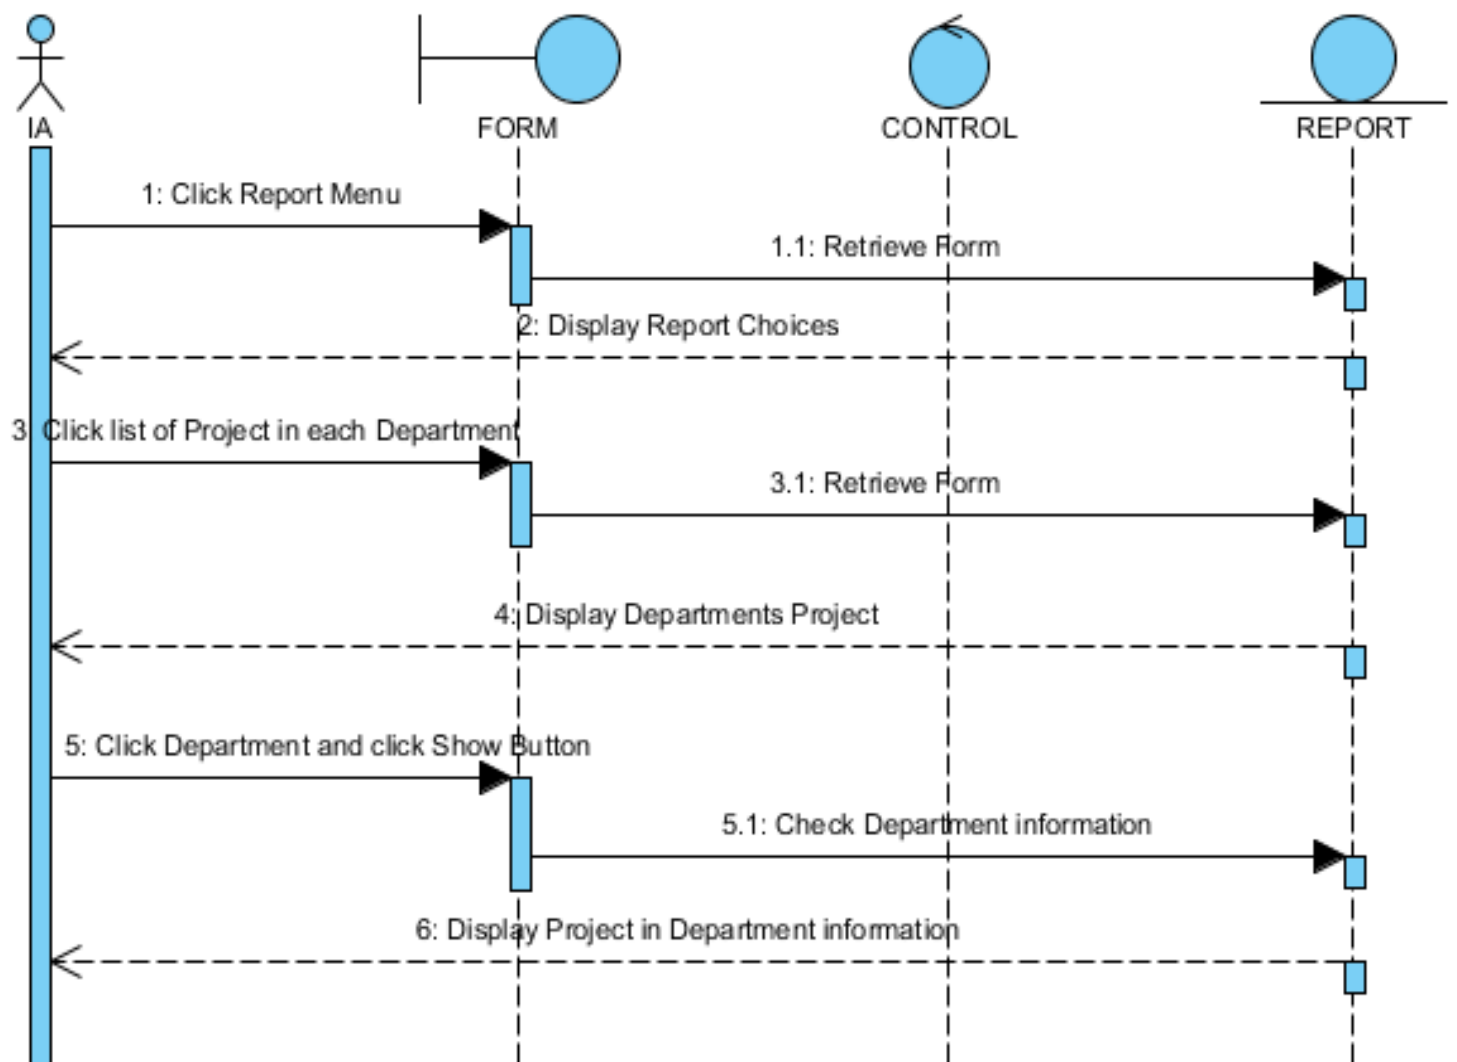 IA
FORM
CONTROL
REPORT
1: Click Report Menu
1.1: Retrieve Form
2: Display Report Choices
3 Click list of Project in each Department
3.1: Retrieve Form
4: Display Departments Project
5: Click Department and click Show Button
5.1: Check Department information
6: Display Project in Department information